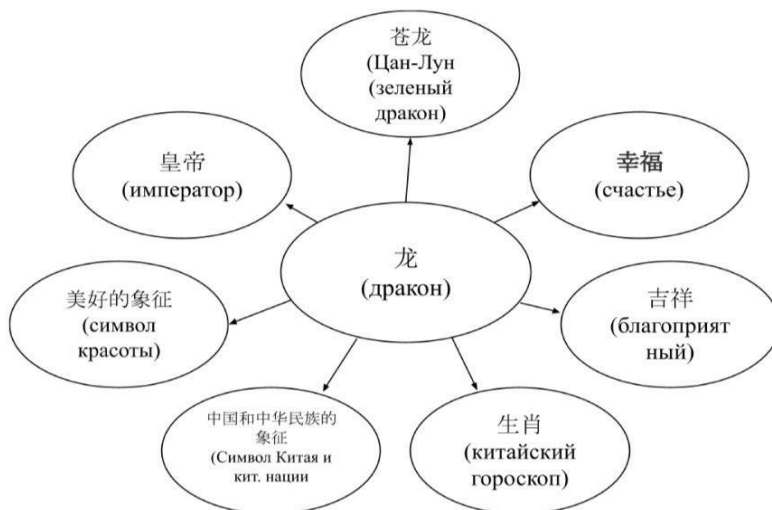 苍龙
(Цан-Лун
(зеленый
дракон)
皇帝
(император)
幸福
(счастье)
龙
(дракон)
美好的象征
(символ
красоты)
吉祥
(благоприят
ный)
中国和中华民族的
象征
(Символ Китая и
кит. нации
生肖
(китайский
гороскоп)